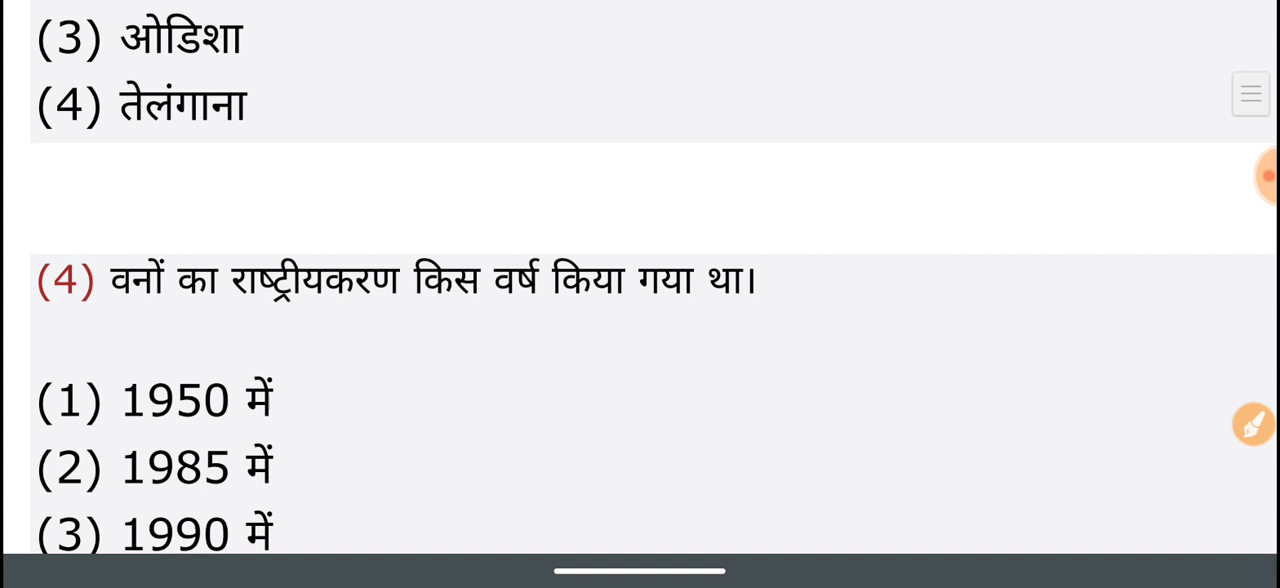 (3) ओडिशा
(4) तेलंगाना
(4) वनों का राष्ट्रीयकरण किस वर्ष किया गया था।
(1) 1950 में
(2) 1985 में
(3) 1990 में